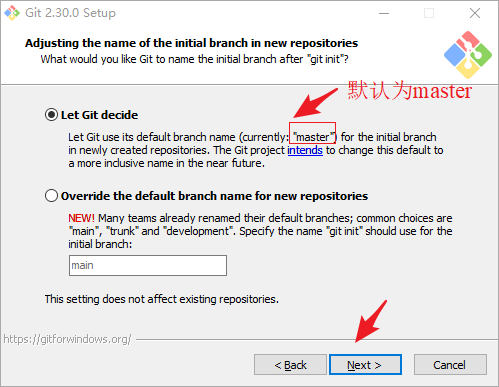 Git 2.30.0 Setup
Adjusting the name of the initial branch in new repositories
What would you like Git to name the initial branch after "git init"?
默认为master
Let Git decide
Let Git use its default branch name (currently: "master") for the initial branch
in newly created repositories. The Git project intends to change this default to
a more inclusive name in the near future.
Override the default branch name for new repositories
NEW! Many teams already renamed their default branches; common choices are
"main", "trunk" and "development". Specify the name "git init" should use for the
initial branch:
main
This setting does not affect existing repositories.
https://gitforwindows.org/
< Back
Next >
Cancel